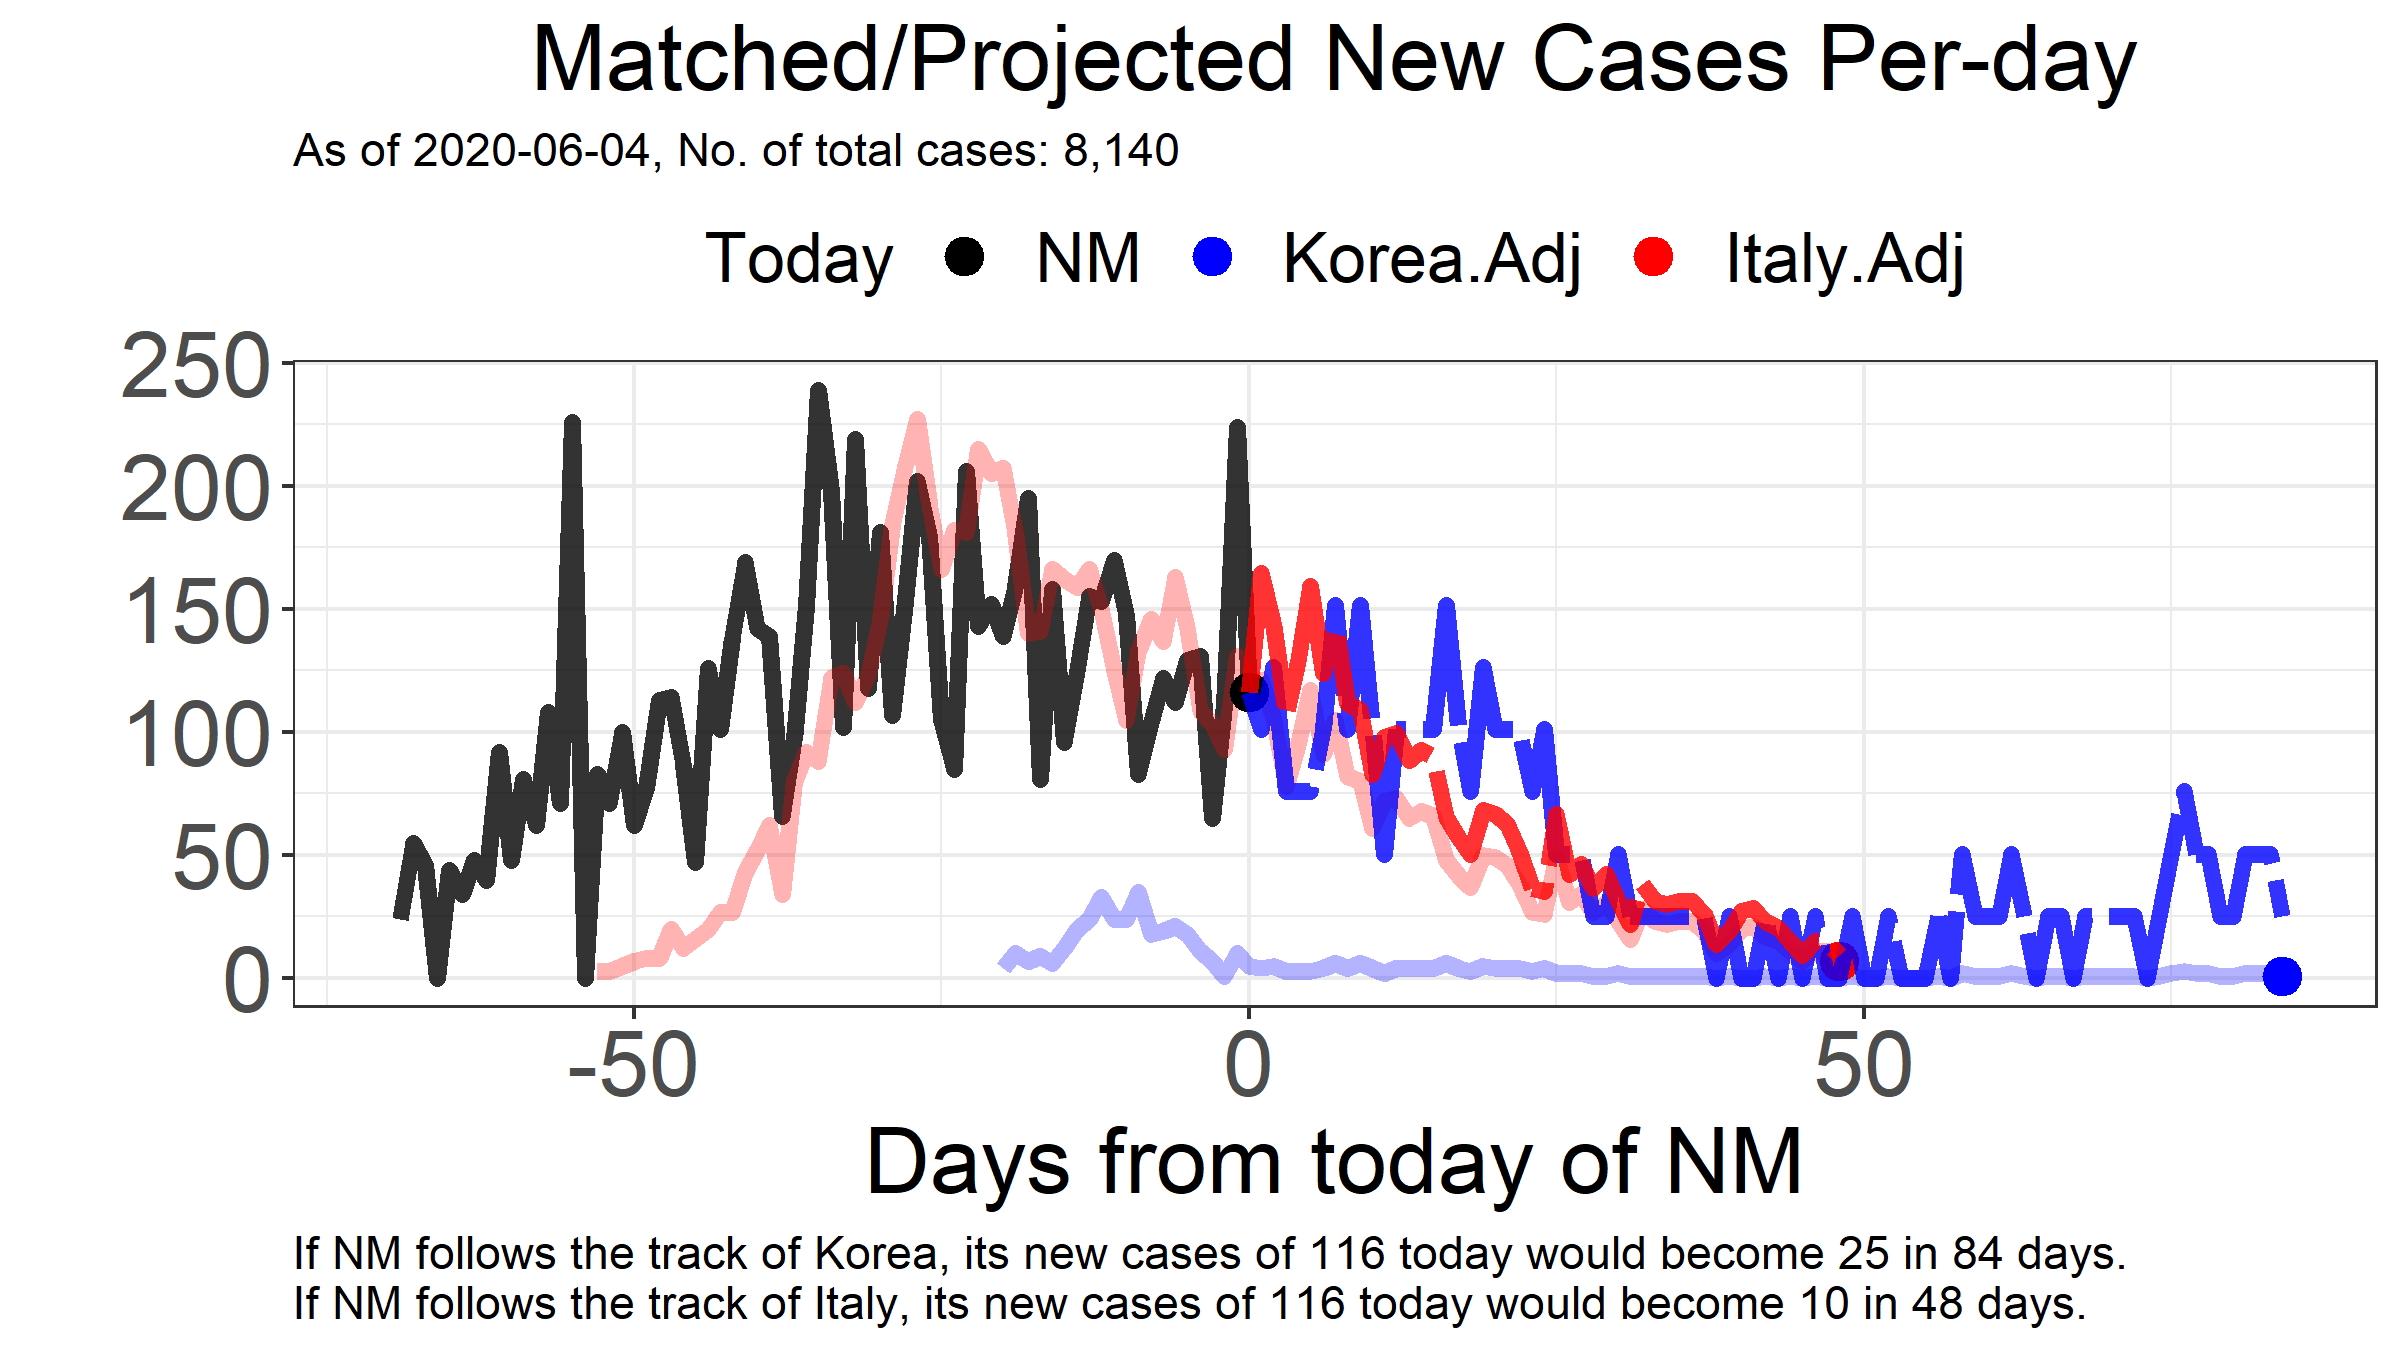 Matched/Projected New Cases Per-day
As of 2020-06-04, No. of total cases: 8,140
Today NM Korea.Adj Italy.Adj
250
200
150
100
50
0
-50 0 50
Days from today of NM
If NM follows the track of Korea, its new cases of 116 today would become 25 in 84 days.
If NM follows the track of Italy, its new cases of 116 today would become 10 in 48 days.